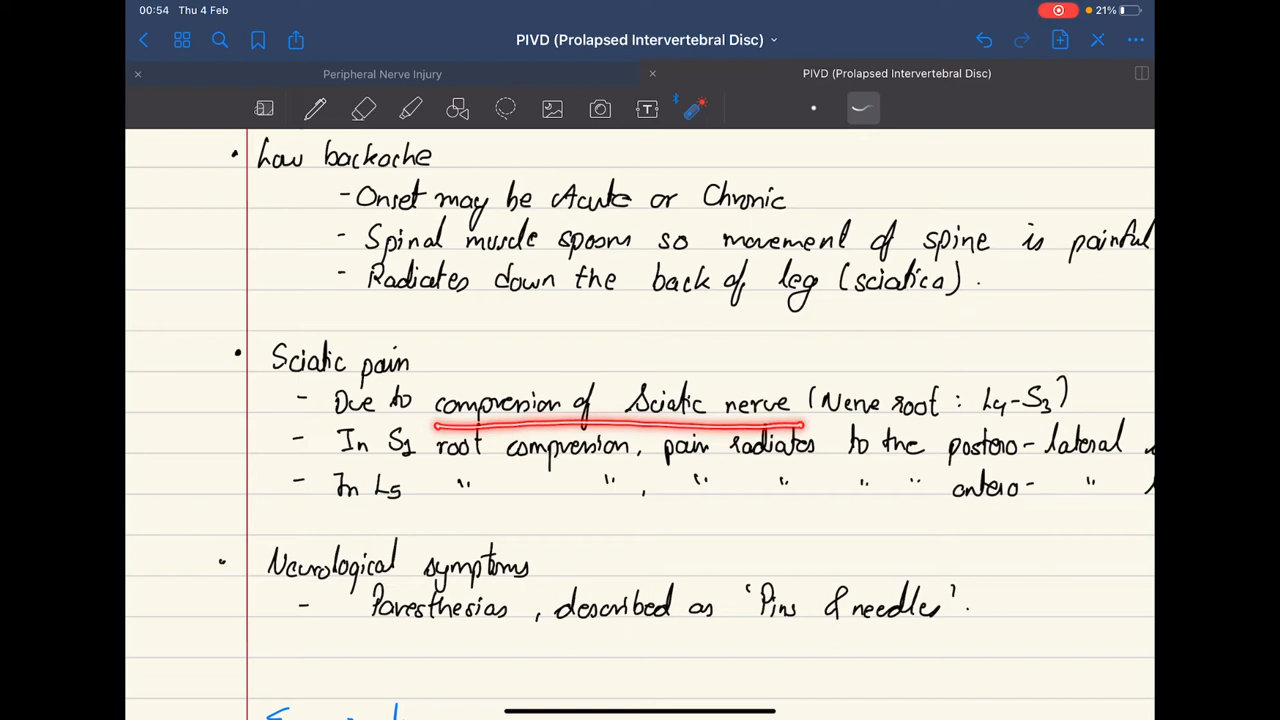 00:54 Thu 4 Feb
21%
PIVD (Prolapsed Intervertebral Disc)
Peripheral Nerve Injury
PIVD (Prolapsed Intervertebral Disc)
T
• Low backache
- Onset may be Acute or Chronic
- Spinal muscle spasm so movement of spine is painful
- Radiates down the back of leg (sciatica).
• Sciatic pain
- Due to compression of Sciatic nerve (Nerve root : L4-S3)
- In S1 root compression, pain radiates to the postero-lateral
- In L5 " " , " " " " antero- "
• Neurological symptoms
- Paresthesias, described as 'Pins & needles'.